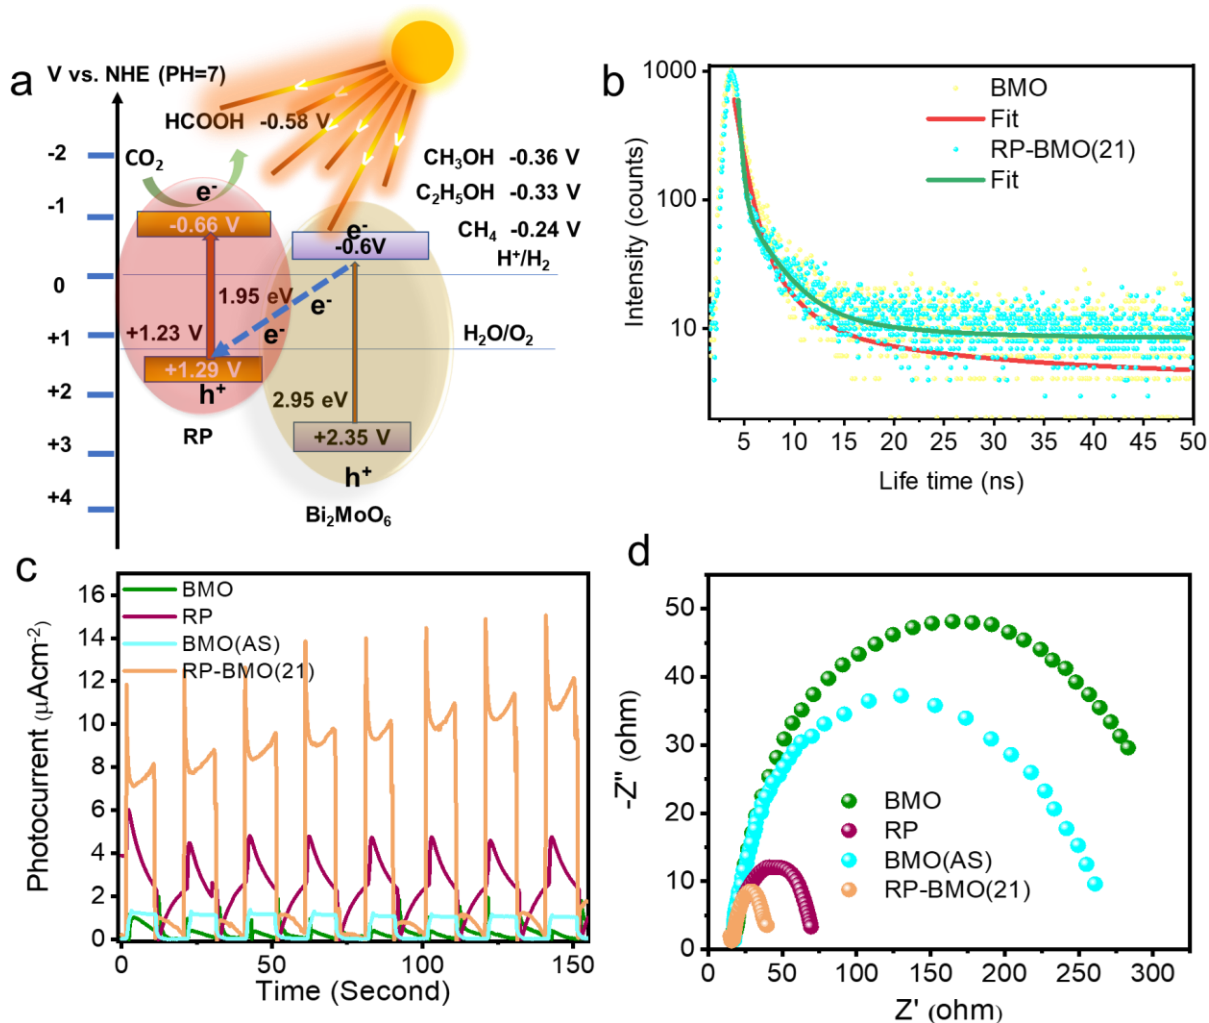 a
V vs. NHE (PH=7)
HCOOH -0.58 V
-2
CO₂
CH₃OH -0.36 V
e⁻
C₂H₅OH -0.33 V
-1
-0.66 V
e⁻
CH₄ -0.24 V
-0.6V
H⁺/H₂
0
1.95 eV
e⁻
+1
+1.23 V
e⁻
H₂O/O₂
+1.29 V
+2
h⁺
2.95 eV
RP
+2.35 V
+3
h⁺
+4
Bi₂MoO₆
b
1000
BMO
Fit
RP-BMO(21)
Fit
100
10
Intensity (counts)
5 10 15 20 25 30 35 40 45 50
Life time (ns)
c
16
BMO
14
RP
BMO(AS)
12
RP-BMO(21)
10
8
6
4
2
0
Photocurrent (μAcm⁻²)
0 50 100 150
Time (Second)
d
50
40
30
20
10
0
-Z" (ohm)
BMO
RP
BMO(AS)
RP-BMO(21)
0 50 100 150 200 250 300
Z' (ohm)